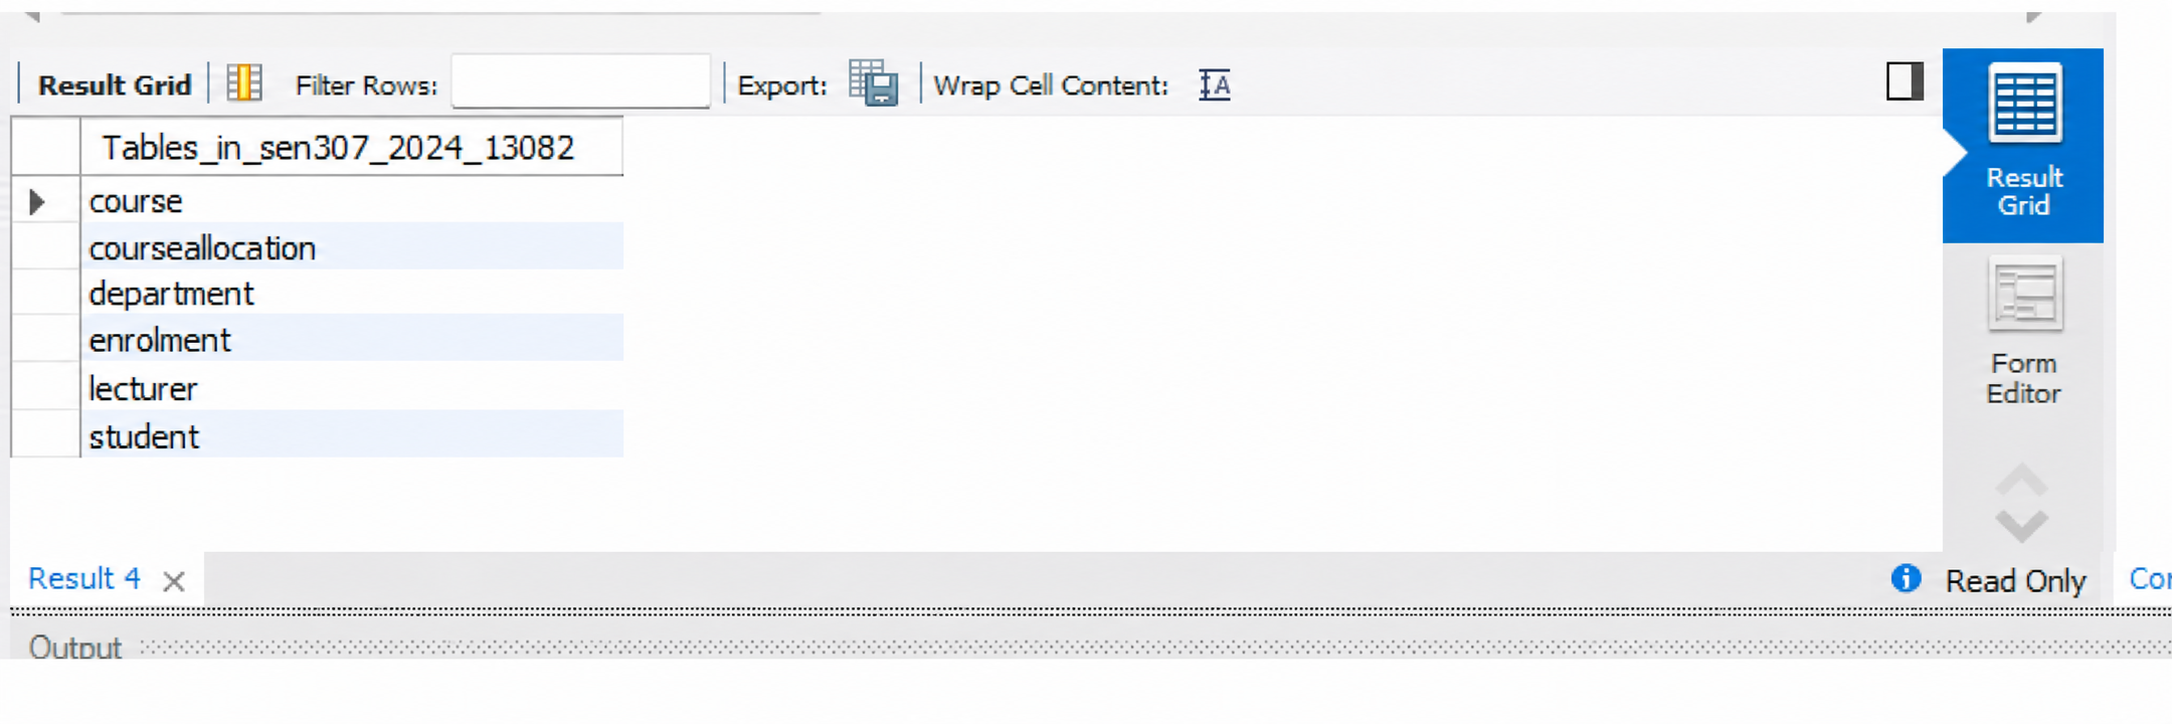 Result Grid Filter Rows: Export: Wrap Cell Content:
Tables_in_sen307_2024_13082
course
courseallocation
department
enrolment
lecturer
student
Result
Grid
Form
Editor
Result 4 Read Only
Output